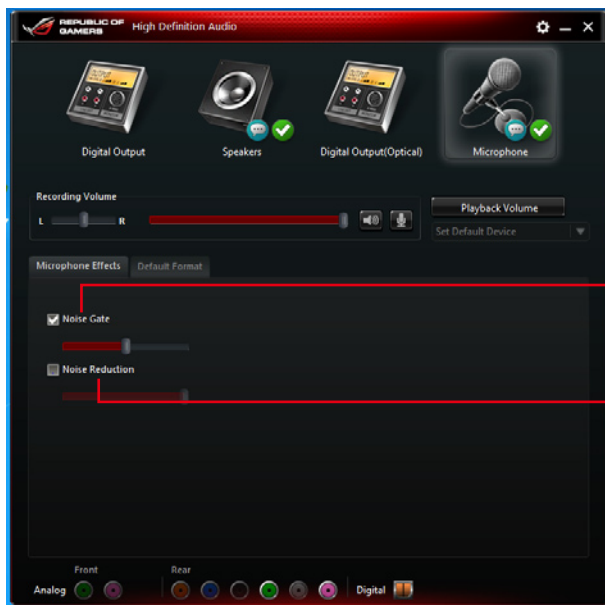 REPUBLIC OF
GAMERS
High Definition Audio
Digital Output
Speakers
Digital Output(Optical)
Microphone
Recording Volume
L R
Playback Volume
Set Default Device
Microphone Effects
Default Format
Noise Gate
Noise Reduction
Front
Rear
Analog
Digital